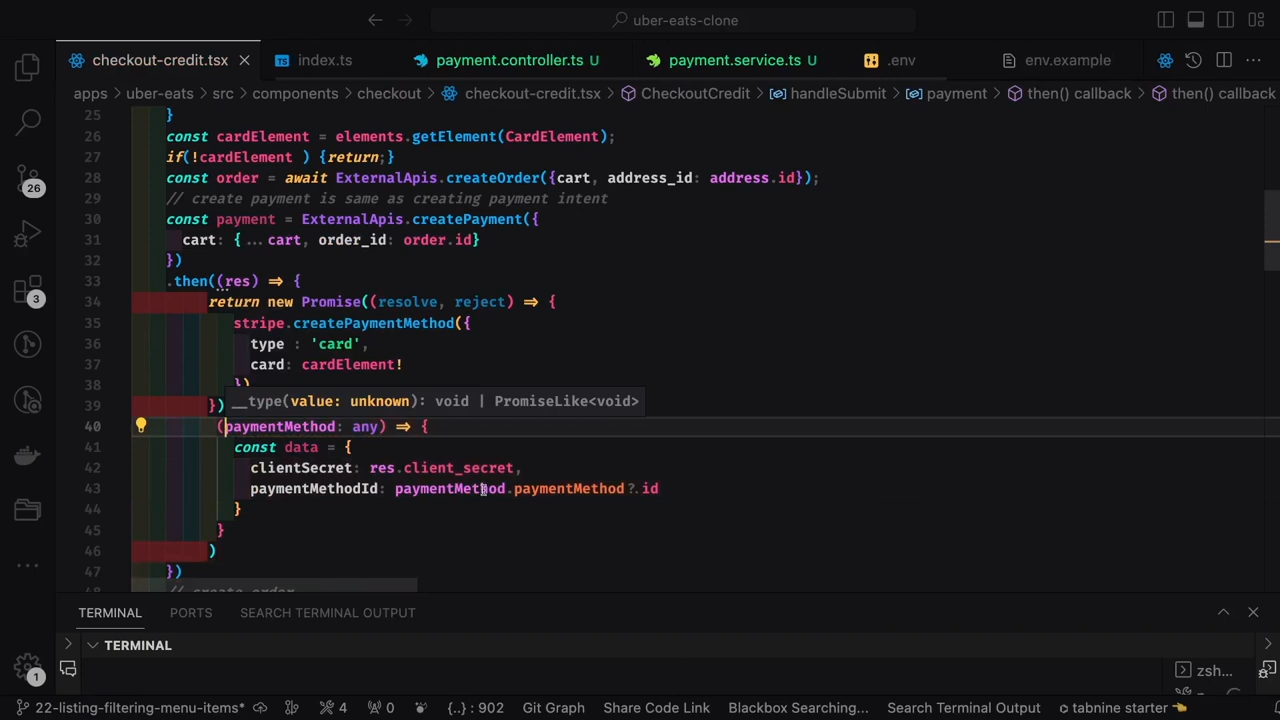 uber-eats-clone
checkout-credit.tsx
TS index.ts
payment.controller.ts U
payment.service.ts U
.env
env.example
apps > uber-eats > src > components > checkout > checkout-credit.tsx > CheckoutCredit > handleSubmit > payment > then() callback > then() callback
25 }
26 const cardElement = elements.getElement(CardElement);
27 if(!cardElement ) {return;}
28 const order = await ExternalApis.createOrder({cart, address_id: address.id});
29 // create payment is same as creating payment intent
30 const payment = ExternalApis.createPayment({
31 cart: { ...cart, order_id: order.id}
32 })
33 .then((res) => {
34 return new Promise((resolve, reject) => {
35 stripe.createPaymentMethod({
36 type : 'card',
37 card: cardElement!
38 })
39 })
__type(value: unknown): void | PromiseLike<void>
40 (paymentMethod: any) => {
41 const data = {
42 clientSecret: res.client_secret,
43 paymentMethodId: paymentMethod.paymentMethod?.id
44 }
45 }
46 )
47 })
48 // create order
26
3
1
TERMINAL
PORTS
SEARCH TERMINAL OUTPUT
TERMINAL
zsh...
22-listing-filtering-menu-items*
4
0
{..} : 902
Git Graph
Share Code Link
Blackbox Searching...
Search Terminal Output
tabnine starter